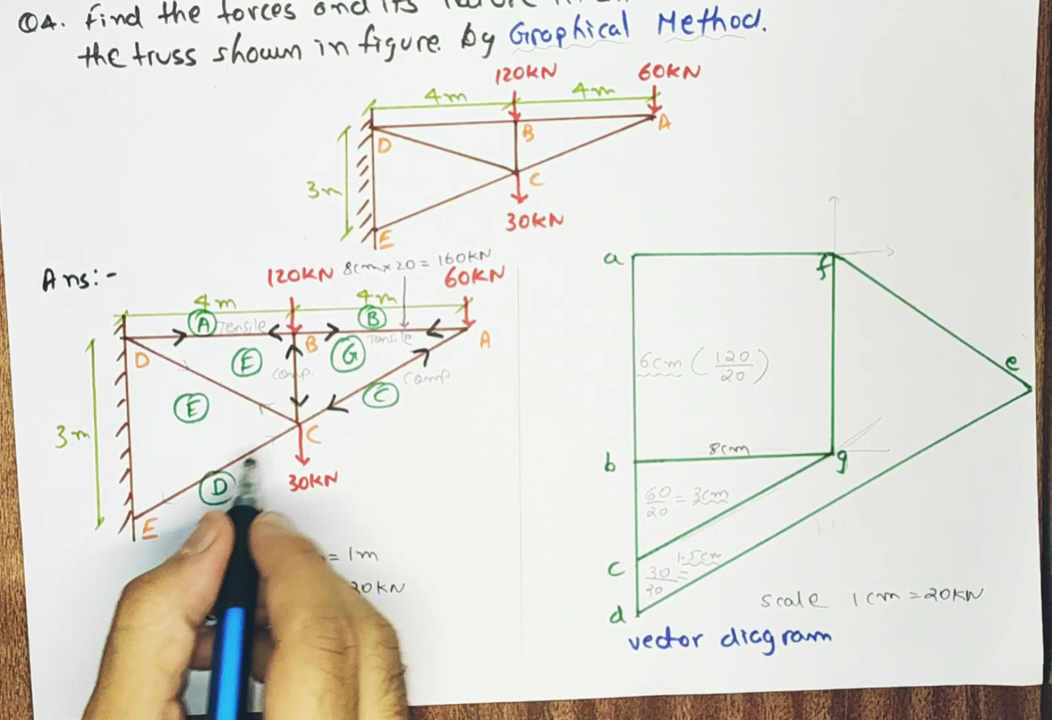 Q4. Find the forces and its
the truss shown in figure by Graphical Method.
120KN
60KN
4m
4m
D
B
A
3m
C
30KN
E
Ans:-
120KN
8cm×20 = 160KN
60KN
4m
4m
A
Tensile
B
Tensile
D
B
A
E
G
comp.
Comp
C
E
3m
C
D
30KN
E
= 1m
20KN
a
f
6cm (120/20)
e
b
8cm
g
60/20 = 3cm
c
1.5cm
30/20 =
d
scale 1cm = 20KN
vector diagram